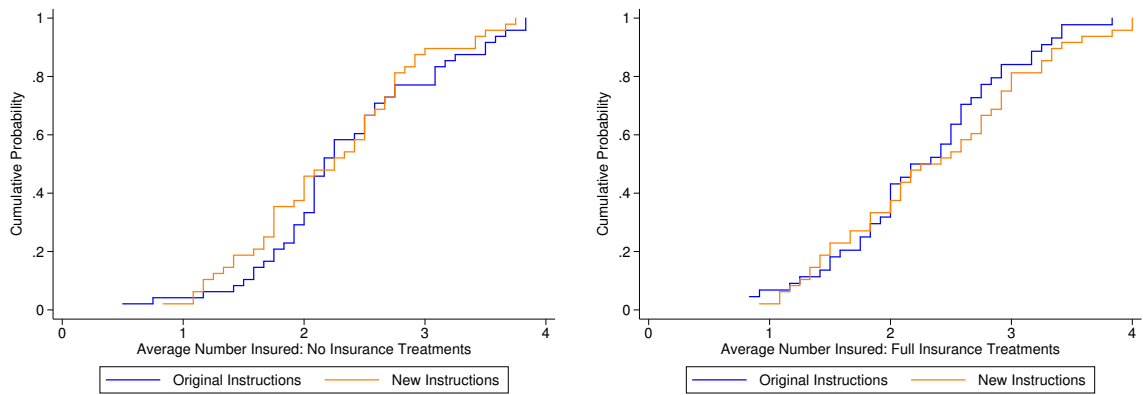 1
.8
.6
.4
.2
0
Cumulative Probability
0 1 2 3 4
Average Number Insured: No Insurance Treatments
Original Instructions New Instructions
1
.8
.6
.4
.2
0
Cumulative Probability
0 1 2 3 4
Average Number Insured: Full Insurance Treatments
Original Instructions New Instructions